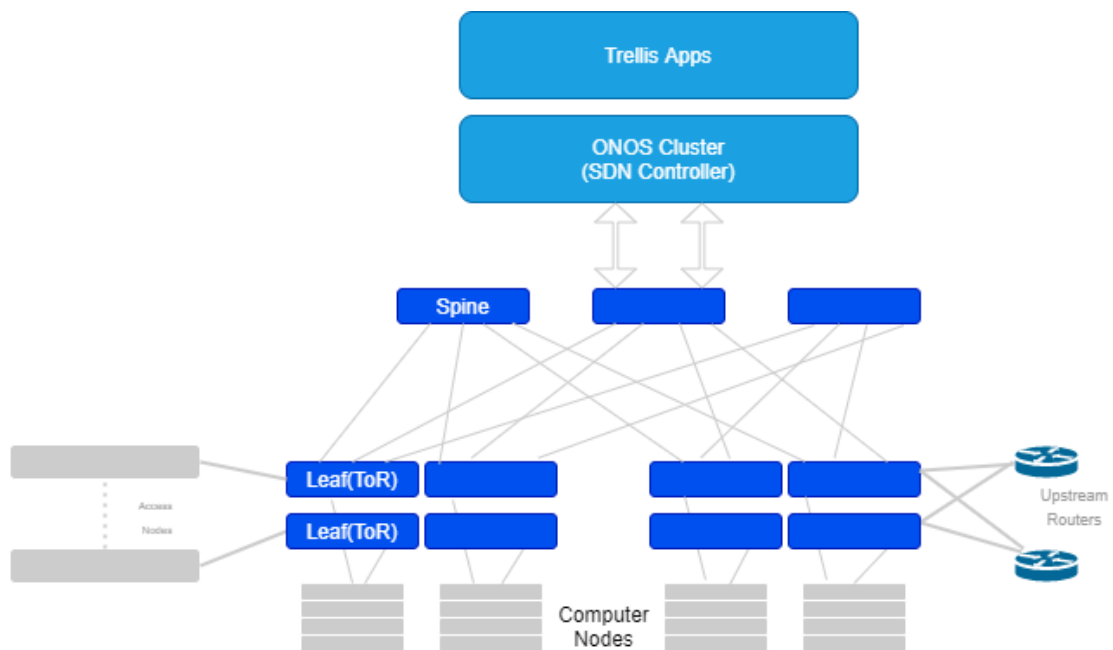 Trellis Apps
ONOS Cluster
(SDN Controller)
Spine
Leaf(ToR)
Leaf(ToR)
Access
Nodes
Upstream
Routers
Computer
Nodes